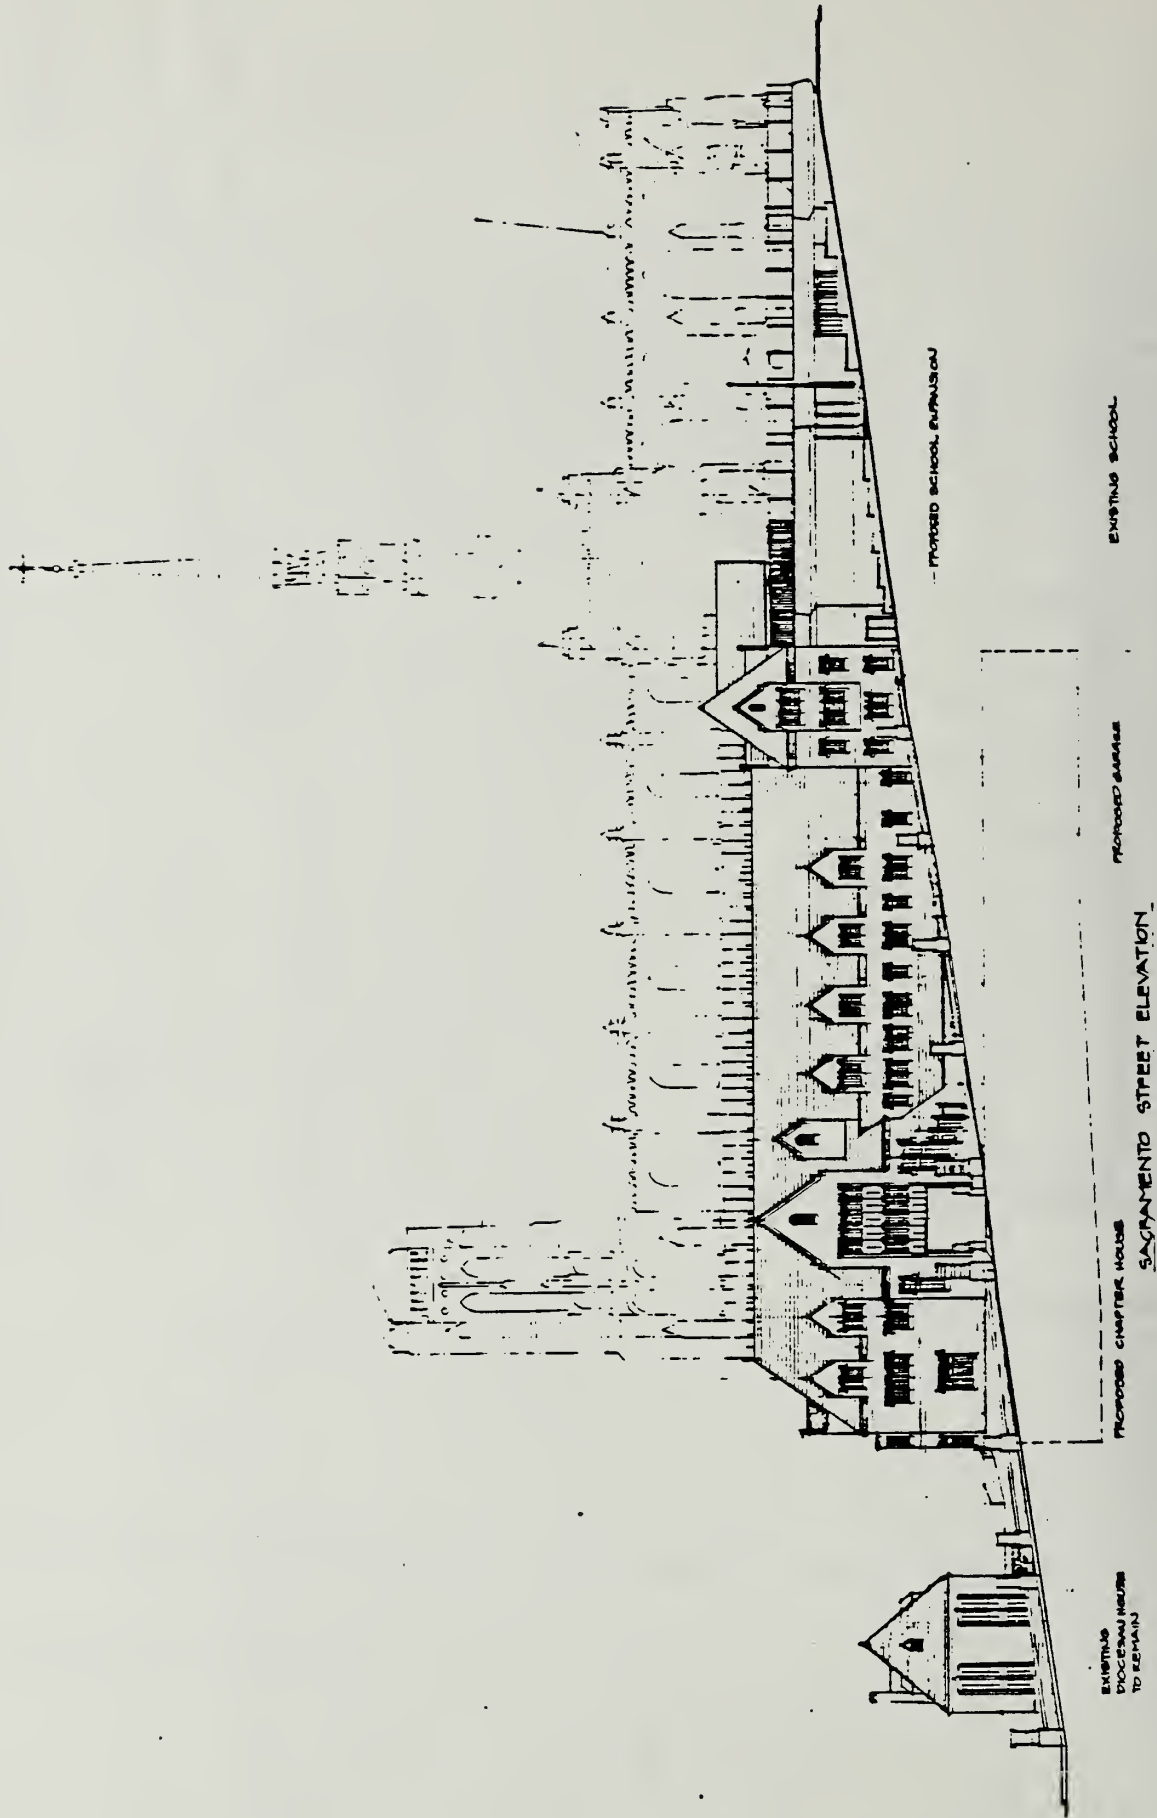 EXISTING
DIOCESAN HOUSE
TO REMAIN
PROPOSED CHAPTER HOUSE
PROPOSED GARAGE
EXISTING SCHOOL
PROPOSED SCHOOL EXPANSION
SACRAMENTO STREET ELEVATION